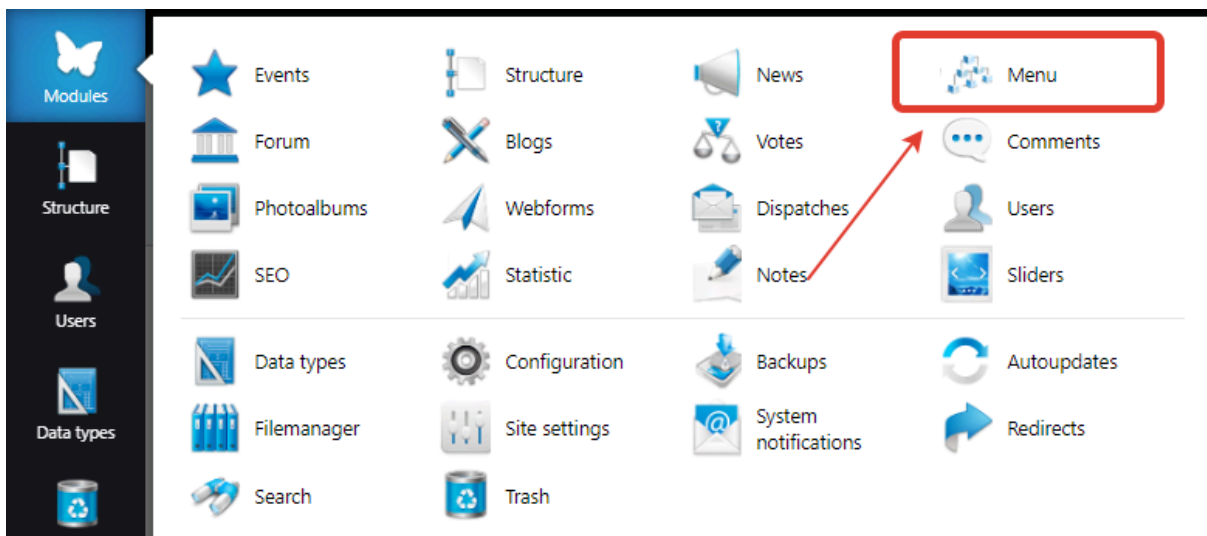 Modules
Structure
Users
Data types
Events
Structure
News
Menu
Forum
Blogs
Votes
Comments
Photoalbums
Webforms
Dispatches
Users
SEO
Statistic
Notes
Sliders
Data types
Configuration
Backups
Autoupdates
Filemanager
Site settings
System
notifications
Redirects
Search
Trash